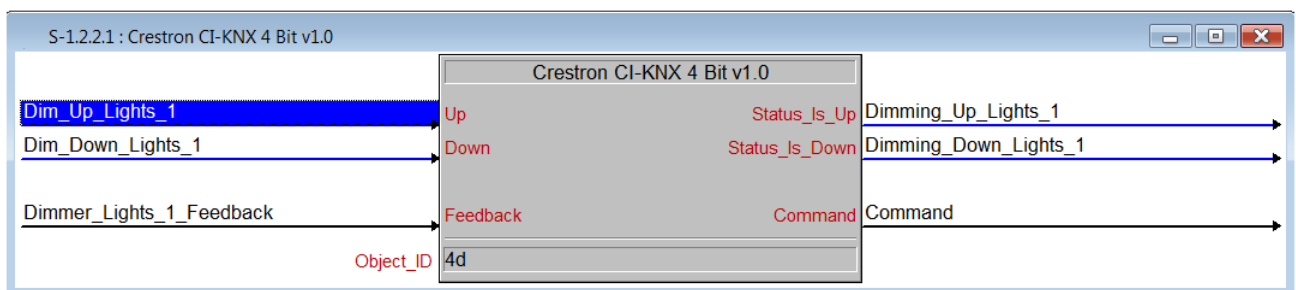 S-1.2.2.1 : Crestron CI-KNX 4 Bit v1.0
Crestron CI-KNX 4 Bit v1.0
Dim_Up_Lights_1 Up Status_Is_Up Dimming_Up_Lights_1
Dim_Down_Lights_1 Down Status_Is_Down Dimming_Down_Lights_1
Dimmer_Lights_1_Feedback Feedback Command Command
Object_ID 4d